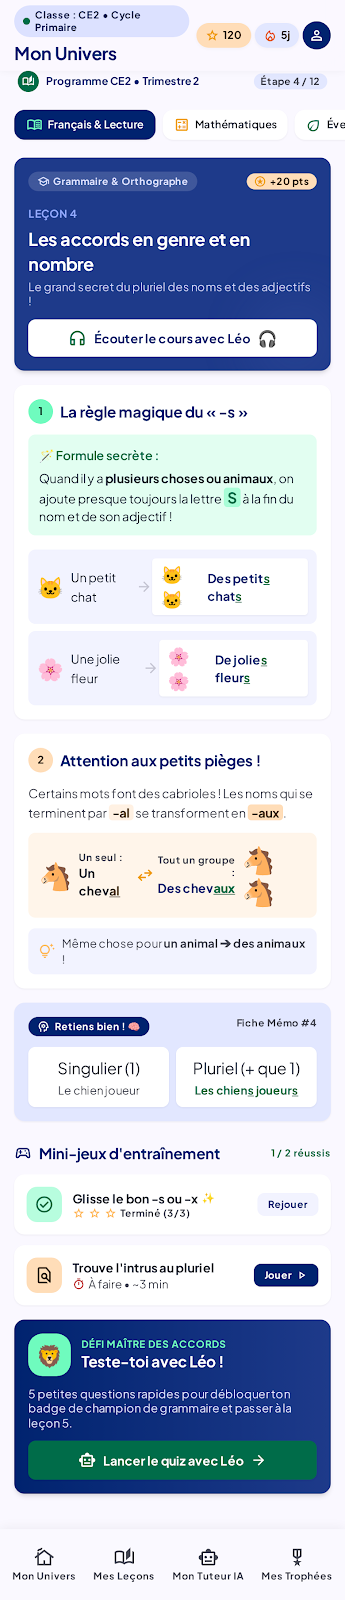 Classe : CE2 • Cycle
Primaire
120
5j
Mon Univers
Programme CE2 • Trimestre 2
Étape 4 / 12
Français & Lecture
Mathématiques
Éve
Grammaire & Orthographe
+20 pts
LEÇON 4
Les accords en genre et en
nombre
Le grand secret du pluriel des noms et des adjectifs
!
Écouter le cours avec Léo
1
La règle magique du « -s »
Formule secrète :
Quand il y a plusieurs choses ou animaux, on
ajoute presque toujours la lettre S à la fin du
nom et de son adjectif !
Un petit
chat
Des petits
chats
Une jolie
fleur
De jolies
fleurs
2
Attention aux petits pièges !
Certains mots font des cabrioles ! Les noms qui se
terminent par -al se transforment en -aux.
Un seul :
Un
cheval
Tout un groupe
:
Des chevaux
Même chose pour un animal ➔ des animaux
!
Retiens bien !
Fiche Mémo #4
Singulier (1)
Le chien joueur
Pluriel (+ que 1)
Les chiens joueurs
Mini-jeux d'entraînement
1 / 2 réussis
Glisse le bon -s ou -x
Terminé (3/3)
Rejouer
Trouve l'intrus au pluriel
À faire • ~3 min
Jouer
DÉFI MAÎTRE DES ACCORDS
Teste-toi avec Léo !
5 petites questions rapides pour débloquer ton
badge de champion de grammaire et passer à la
leçon 5.
Lancer le quiz avec Léo
Mon Univers
Mes Leçons
Mon Tuteur IA
Mes Trophées